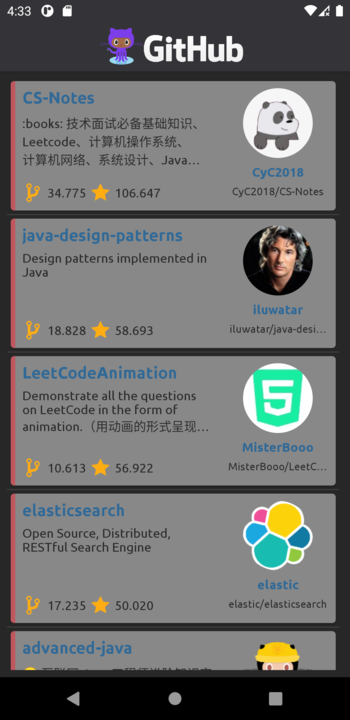 4:33
GitHub
CS-Notes
:books: 技术面试必备基础知识、
Leetcode、计算机操作系统、
计算机网络、系统设计、Java…
34.775 106.647
CyC2018
CyC2018/CS-Notes
java-design-patterns
Design patterns implemented in
Java
18.828 58.693
iluwatar
iluwatar/java-desi…
LeetCodeAnimation
Demonstrate all the questions
on LeetCode in the form of
animation.（用动画的形式呈现…
10.613 56.922
MisterBooo
MisterBooo/LeetC…
elasticsearch
Open Source, Distributed,
RESTful Search Engine
17.235 50.020
elastic
elastic/elasticsearch
advanced-java